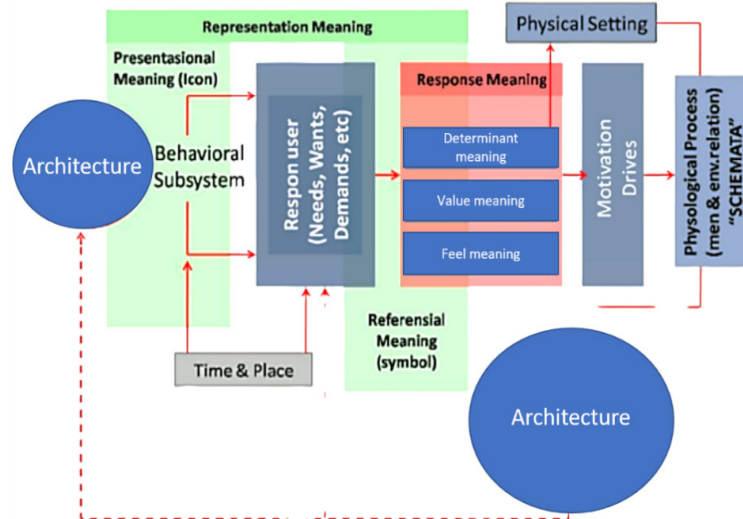 Representation Meaning
Physical Setting
Presentasional
Meaning (Icon)
Response Meaning
Architecture
Behavioral
Subsystem
Respon user
(Needs, Wants,
Demands, etc)
Determinant
meaning
Value meaning
Feel meaning
Motivation
Drives
Physological Process
(men & env.relation)
“SCHEMATA”
Time & Place
Referensial
Meaning
(symbol)
Architecture